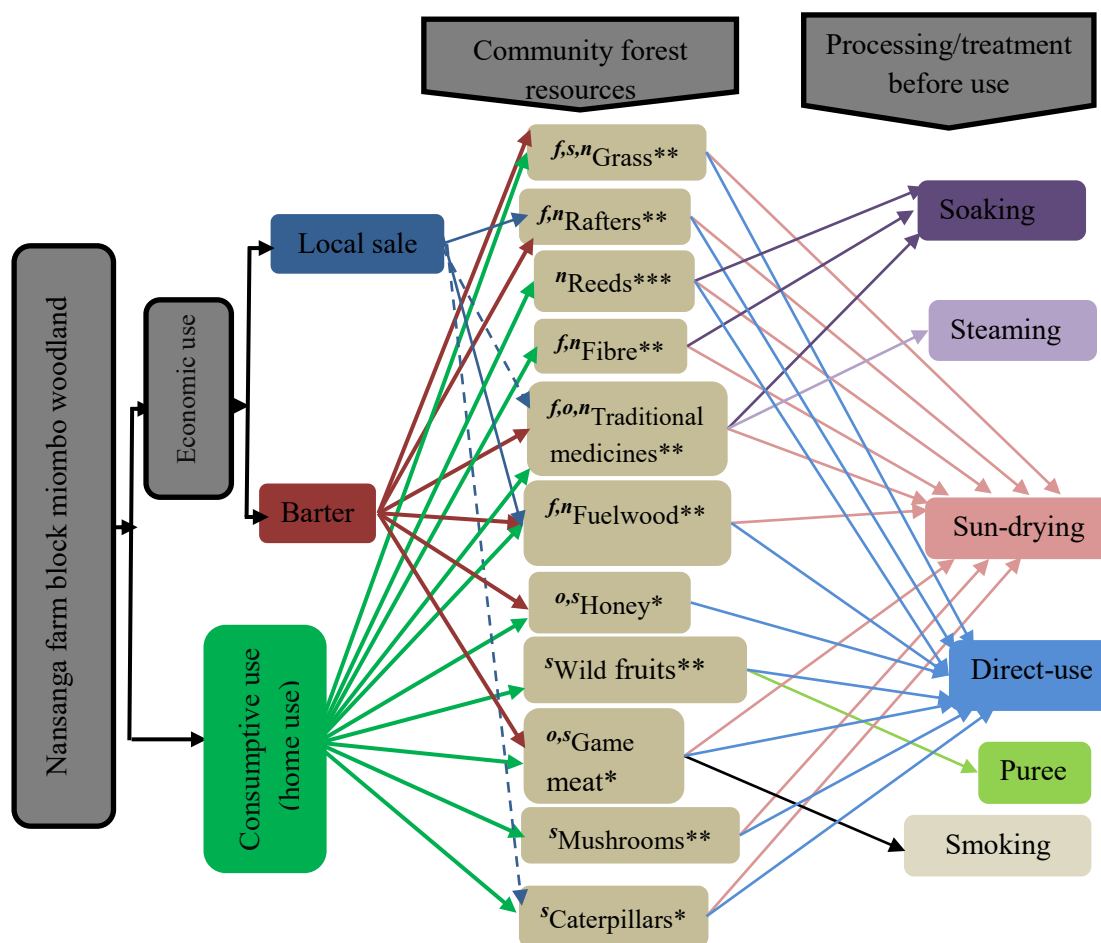 Community forest
resources
Processing/treatment
before use
Nansanga farm block miombo woodland
Economic use
Local sale
Barter
Consumptive use
(home use)
f,s,nGrass**
f,nRafters**
nReeds***
f,nFibre**
f,o,nTraditional
medicines**
f,nFuelwood**
o,sHoney*
sWild fruits**
o,sGame
meat*
sMushrooms**
sCaterpillars*
Soaking
Steaming
Sun-drying
Direct-use
Puree
Smoking